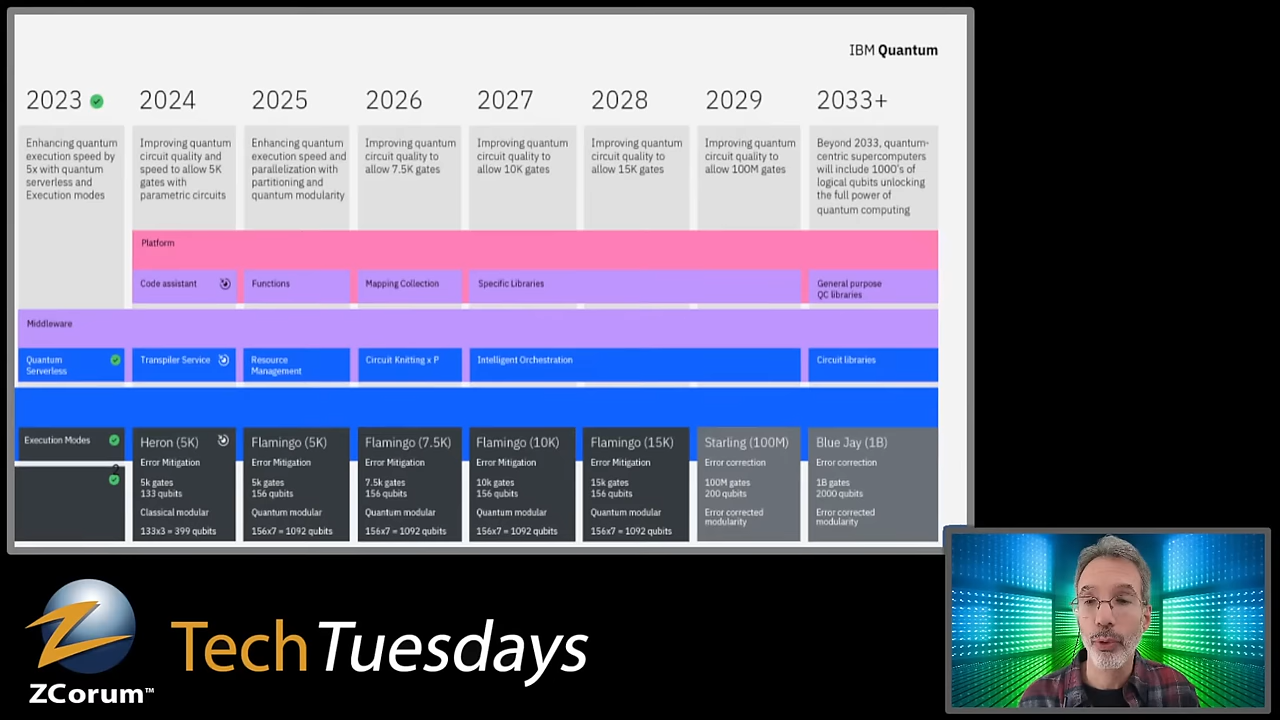 IBM Quantum
2023
Enhancing quantum
execution speed by
5x with quantum
serverless and
Execution modes
2024
Improving quantum
circuit quality and
speed to allow 5K
gates with
parametric circuits
2025
Enhancing quantum
execution speed and
parallelization with
partitioning and
quantum modularity
2026
Improving quantum
circuit quality to
allow 7.5K gates
2027
Improving quantum
circuit quality to
allow 10K gates
2028
Improving quantum
circuit quality to
allow 15K gates
2029
Improving quantum
circuit quality to
allow 100M gates
2033+
Beyond 2033, quantum-
centric supercomputers
will include 1000's of
logical qubits unlocking
the full power of
quantum computing
Platform
Code assistant
Functions
Mapping Collection
Specific Libraries
General purpose
QC libraries
Middleware
Quantum
Serverless
Transpiler Service
Resource
Management
Circuit Knitting x P
Intelligent Orchestration
Circuit libraries
Execution Modes
2
Heron (5K)
Error Mitigation
5k gates
133 qubits
Classical modular
133x3 = 399 qubits
Flamingo (5K)
Error Mitigation
5k gates
156 qubits
Quantum modular
156x7 = 1092 qubits
Flamingo (7.5K)
Error Mitigation
7.5k gates
156 qubits
Quantum modular
156x7 = 1092 qubits
Flamingo (10K)
Error Mitigation
10k gates
156 qubits
Quantum modular
156x7 = 1092 qubits
Flamingo (15K)
Error Mitigation
15k gates
156 qubits
Quantum modular
156x7 = 1092 qubits
Starling (100M)
Error correction
100M gates
200 qubits
Error corrected
modularity
Blue Jay (1B)
Error correction
1B gates
2000 qubits
Error corrected
modularity
ZCorum™
TechTuesdays